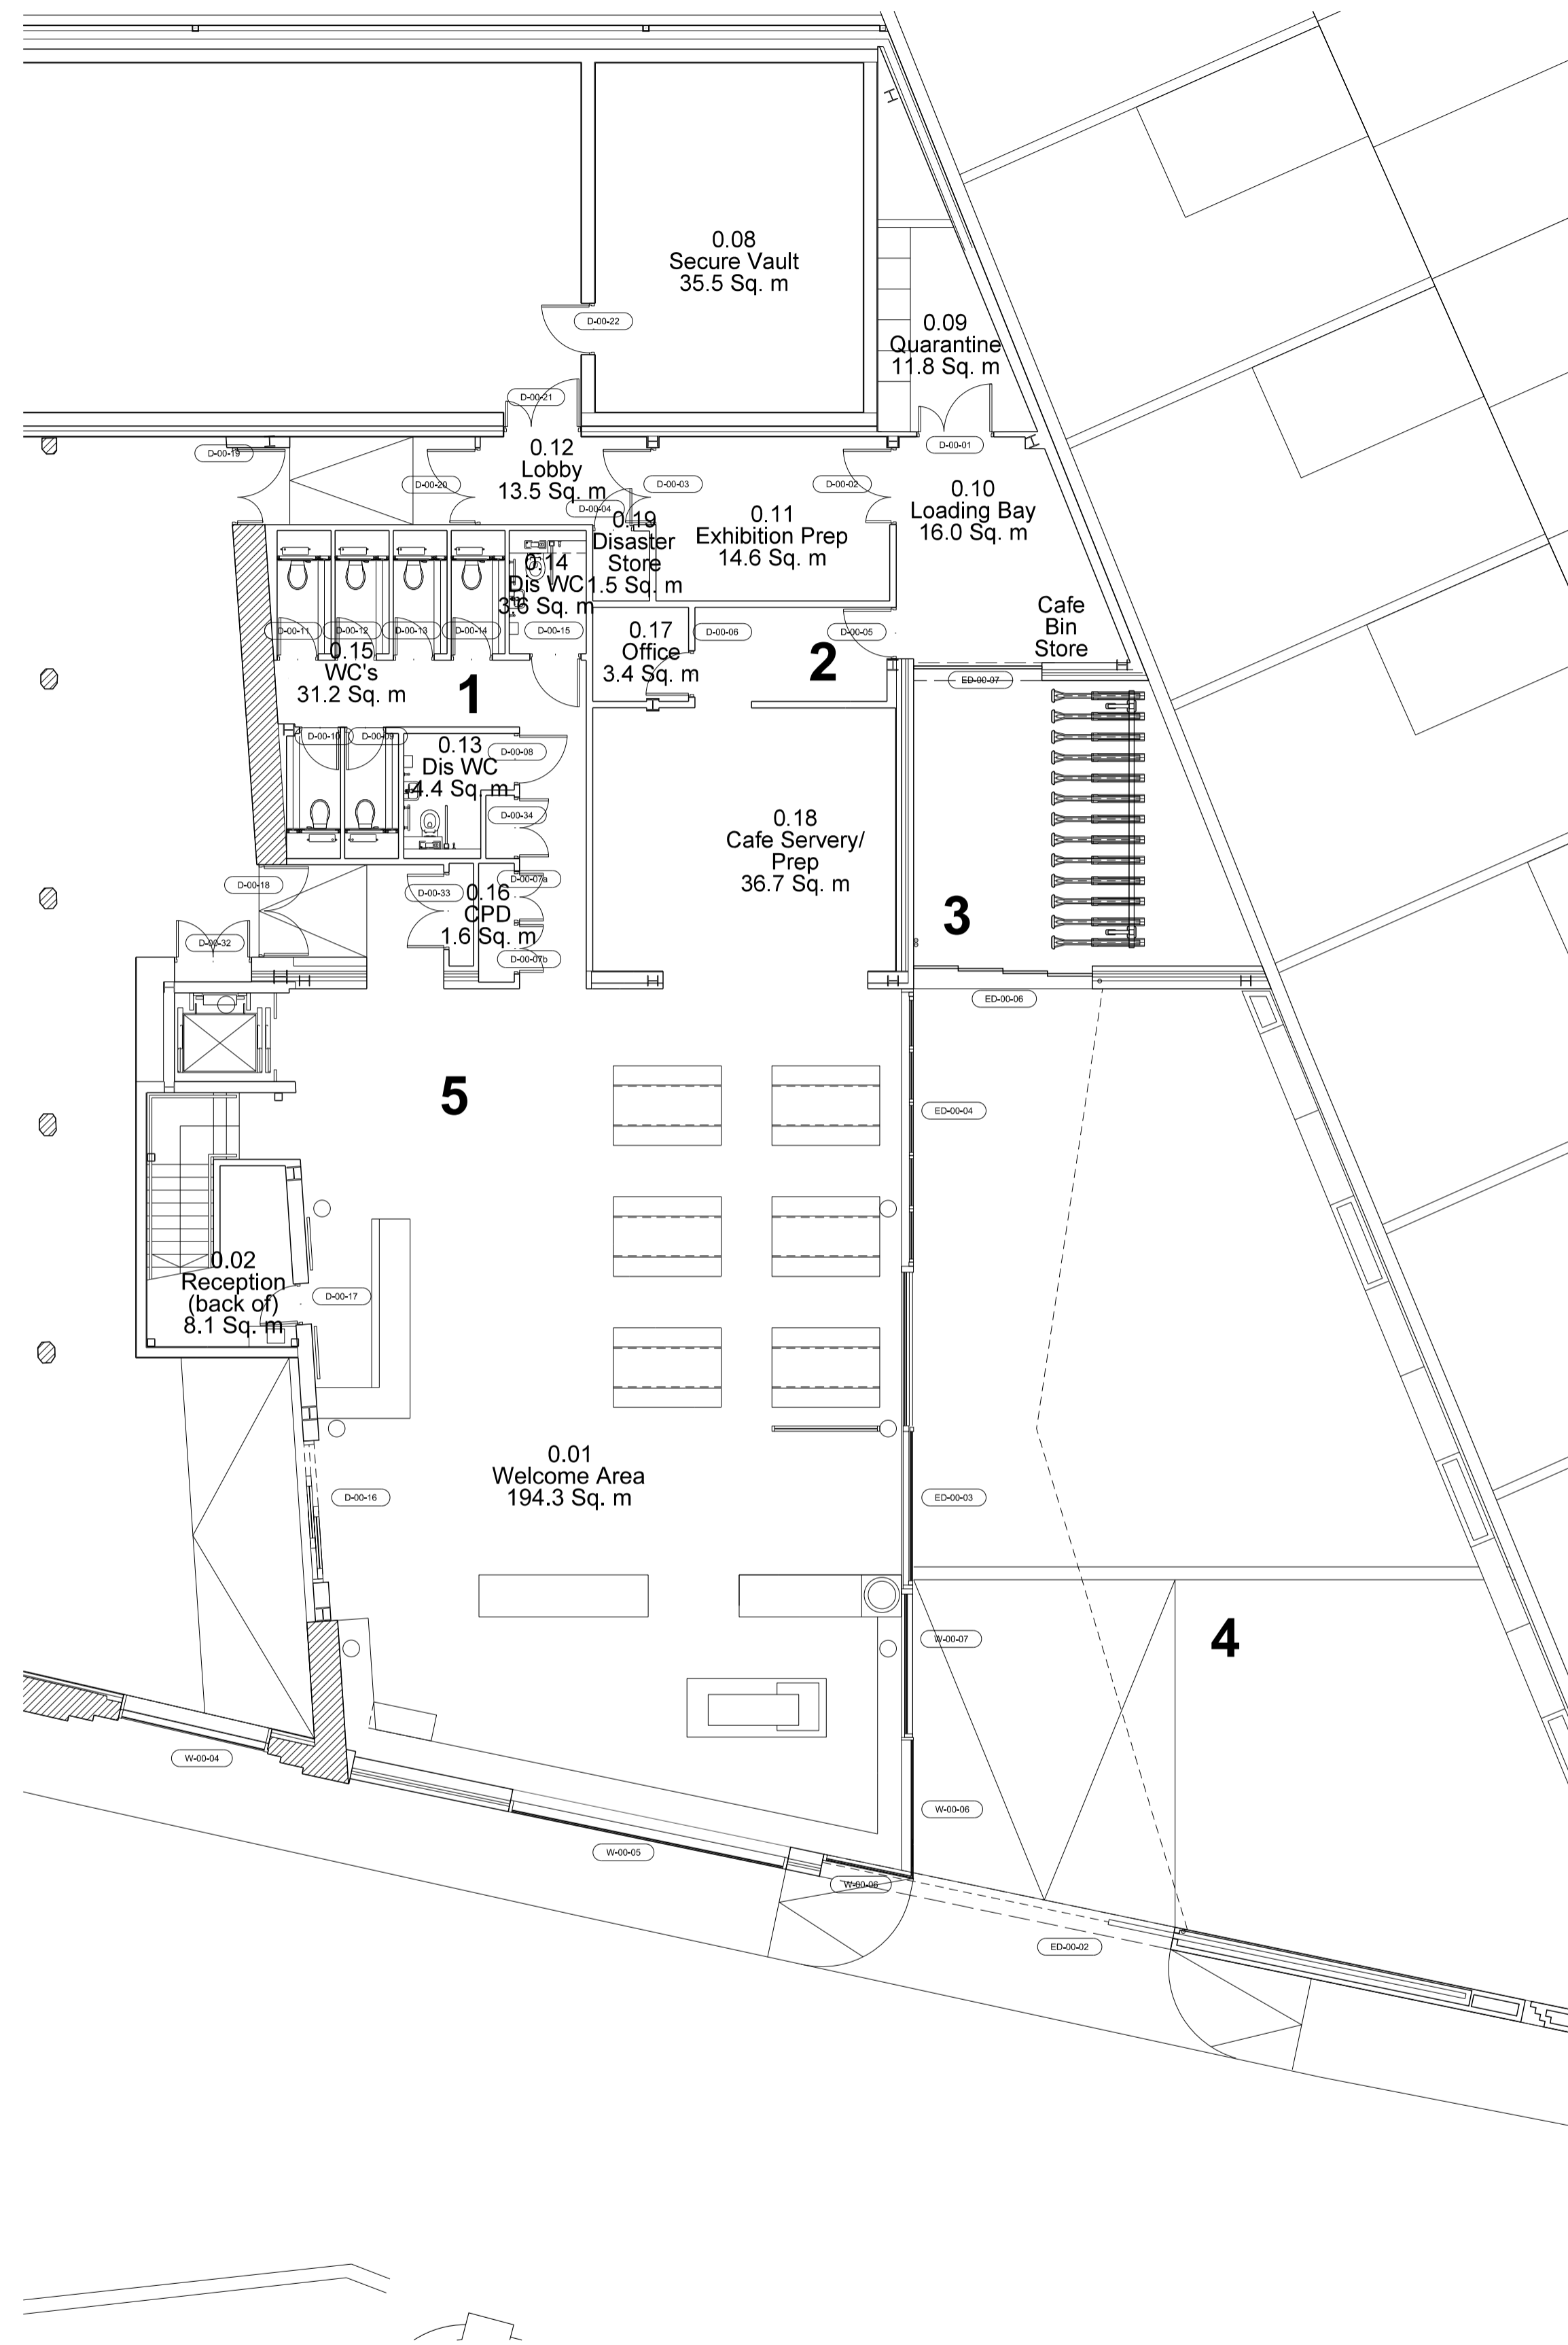 0.08
Secure Vault
35.5 Sq. m
D-00-22
0.09
Quarantine
11.8 Sq. m
D-00-21
D-00-01
D-00-19
D-00-20
0.12
Lobby
13.5 Sq. m
D-00-03
D-00-02
D-00-04
0.10
Loading Bay
16.0 Sq. m
0.11
Exhibition Prep
14.6 Sq. m
0.19
Disaster
Store
1.5 Sq. m
0.14
Dis WC
3.6 Sq. m
Cafe
Bin
Store
D-00-11
D-00-12
D-00-13
D-00-14
D-00-15
0.17
Office
3.4 Sq. m
D-00-06
D-00-05
2
0.15
WC's
31.2 Sq. m
1
ED-00-07
D-00-10
D-00-09
0.13
Dis WC
4.4 Sq. m
D-00-08
D-00-34
0.18
Cafe Servery/
Prep
36.7 Sq. m
D-00-18
D-00-33
D-00-07a
0.16
CPD
1.6 Sq. m
3
D-00-32
D-00-07b
ED-00-06
5
ED-00-04
0.02
Reception
(back of)
8.1 Sq. m
D-00-17
0.01
Welcome Area
194.3 Sq. m
D-00-16
ED-00-03
W-00-07
4
W-00-04
W-00-06
W-00-05
W-00-06
ED-00-02